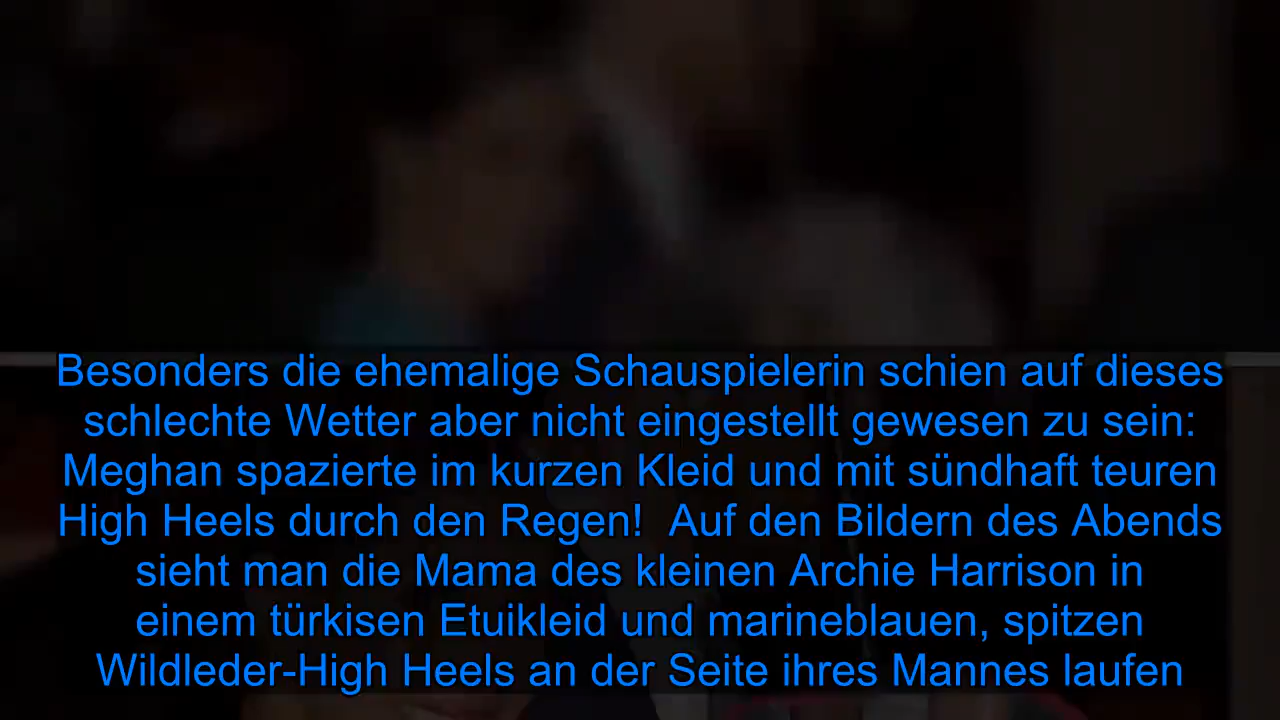 Besonders die ehemalige Schauspielerin schien auf dieses
schlechte Wetter aber nicht eingestellt gewesen zu sein:
Meghan spazierte im kurzen Kleid und mit sündhaft teuren
High Heels durch den Regen!  Auf den Bildern des Abends
sieht man die Mama des kleinen Archie Harrison in
einem türkisen Etuikleid und marineblauen, spitzen
Wildleder-High Heels an der Seite ihres Mannes laufen